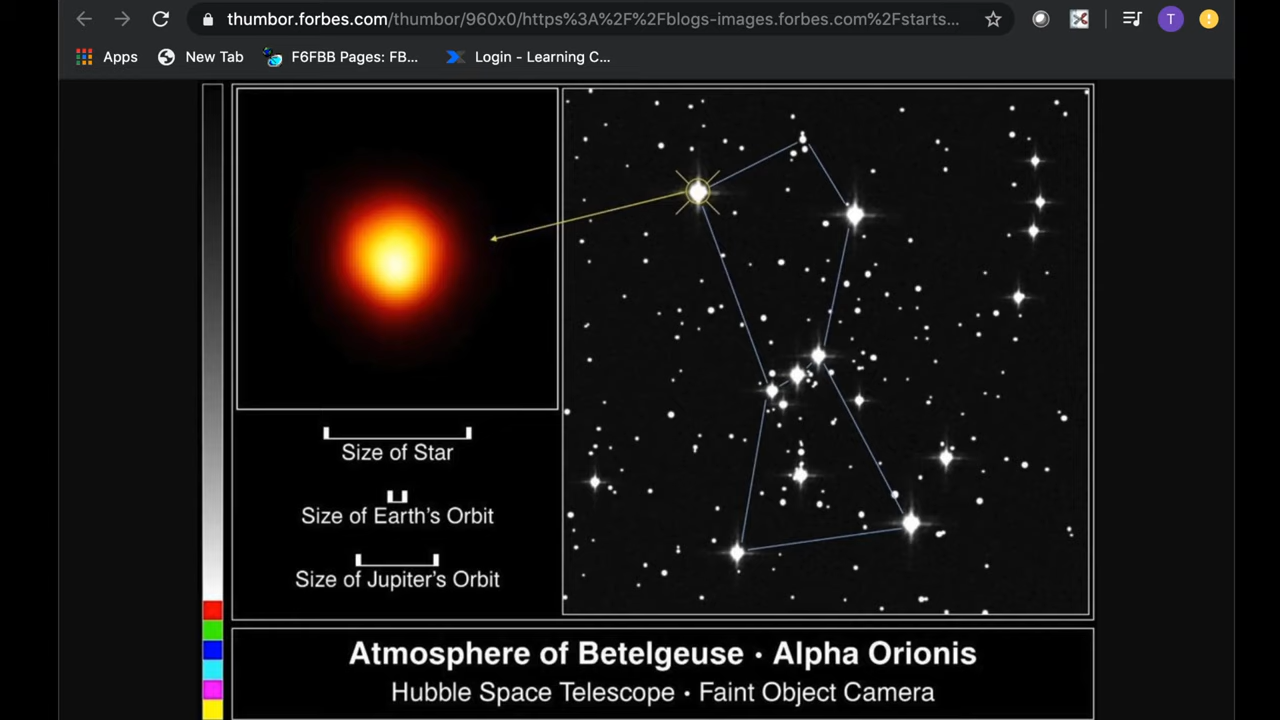 thumbor.forbes.com/thumbor/960x0/https%3A%2F%2Fblogs-images.forbes.com%2Fstarts...
T
Apps
New Tab
F6FBB Pages: FB...
Login - Learning C...
Size of Star
Size of Earth's Orbit
Size of Jupiter's Orbit
Atmosphere of Betelgeuse · Alpha Orionis
Hubble Space Telescope · Faint Object Camera